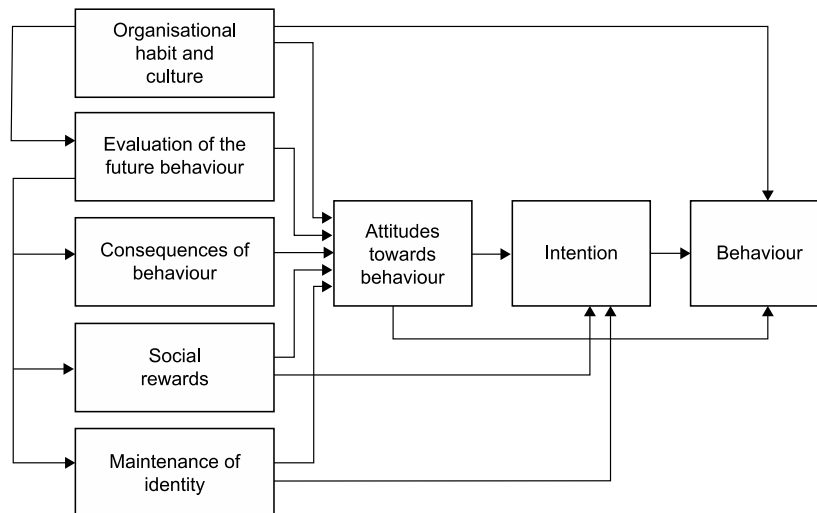 Organisational
habit and
culture
Evaluation of the
future behaviour
Consequences of
behaviour
Social
rewards
Maintenance of
identity
Attitudes
towards
behaviour
Intention
Behaviour